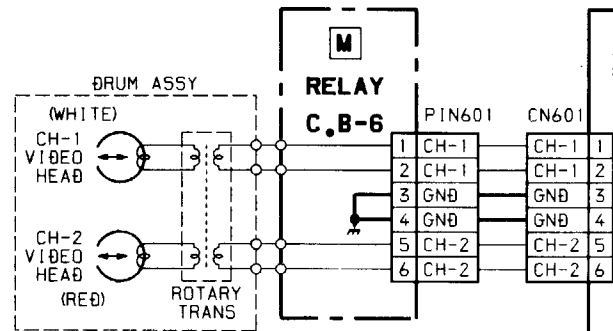 M
RELAY
C.B-6
DRUM ASSY
(WHITE)
CH-1
VIDEO
HEAD
CH-2
VIDEO
HEAD
(RED)
ROTARY
TRANS
PIN601 CN601
1 CH-1 CH-1 1
2 CH-1 CH-1 2
3 GND GND 3
4 GND GND 4
5 CH-2 CH-2 5
6 CH-2 CH-2 6